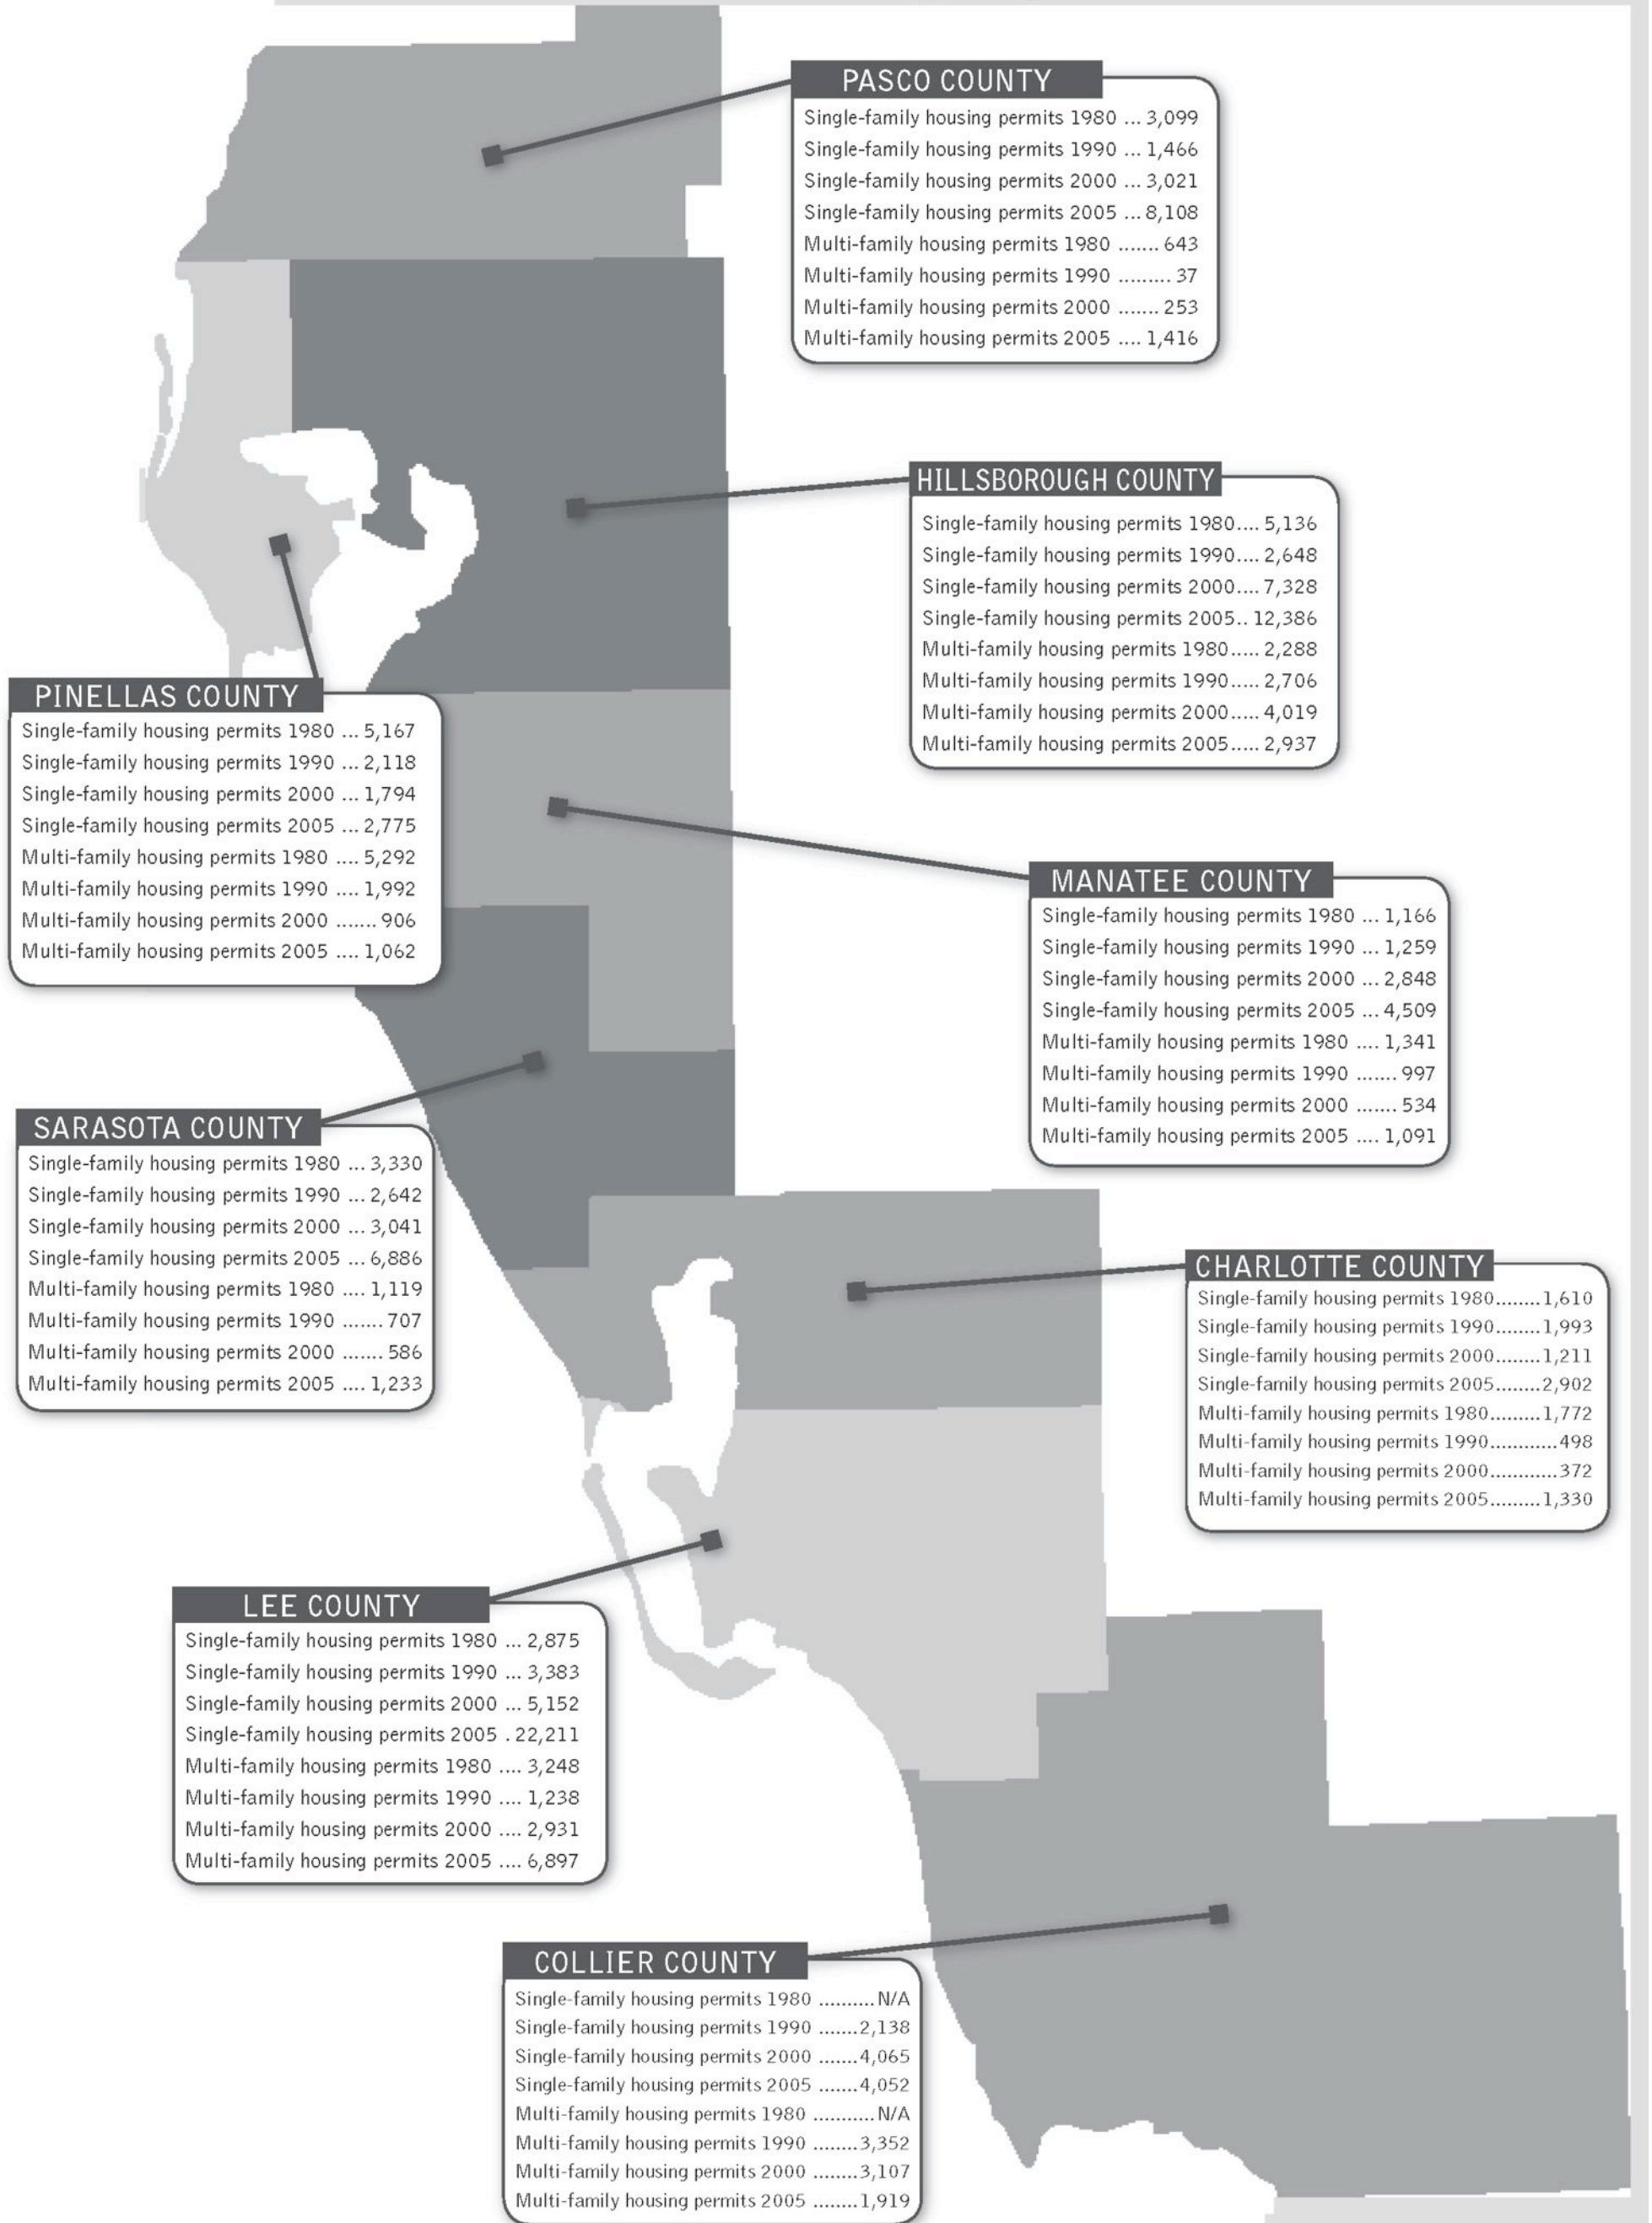 PASCO COUNTY
Single-family housing permits 1980 ... 3,099
Single-family housing permits 1990 ... 1,466
Single-family housing permits 2000 ... 3,021
Single-family housing permits 2005 ... 8,108
Multi-family housing permits 1980 ....... 643
Multi-family housing permits 1990 ......... 37
Multi-family housing permits 2000 ....... 253
Multi-family housing permits 2005 .... 1,416
HILLSBOROUGH COUNTY
Single-family housing permits 1980.... 5,136
Single-family housing permits 1990.... 2,648
Single-family housing permits 2000.... 7,328
Single-family housing permits 2005.. 12,386
Multi-family housing permits 1980..... 2,288
Multi-family housing permits 1990..... 2,706
Multi-family housing permits 2000..... 4,019
Multi-family housing permits 2005..... 2,937
PINELLAS COUNTY
Single-family housing permits 1980 ... 5,167
Single-family housing permits 1990 ... 2,118
Single-family housing permits 2000 ... 1,794
Single-family housing permits 2005 ... 2,775
Multi-family housing permits 1980 .... 5,292
Multi-family housing permits 1990 .... 1,992
Multi-family housing permits 2000 ....... 906
Multi-family housing permits 2005 .... 1,062
MANATEE COUNTY
Single-family housing permits 1980 ... 1,166
Single-family housing permits 1990 ... 1,259
Single-family housing permits 2000 ... 2,848
Single-family housing permits 2005 ... 4,509
Multi-family housing permits 1980 .... 1,341
Multi-family housing permits 1990 ....... 997
Multi-family housing permits 2000 ....... 534
Multi-family housing permits 2005 .... 1,091
SARASOTA COUNTY
Single-family housing permits 1980 ... 3,330
Single-family housing permits 1990 ... 2,642
Single-family housing permits 2000 ... 3,041
Single-family housing permits 2005 ... 6,886
Multi-family housing permits 1980 .... 1,119
Multi-family housing permits 1990 ....... 707
Multi-family housing permits 2000 ....... 586
Multi-family housing permits 2005 .... 1,233
CHARLOTTE COUNTY
Single-family housing permits 1980........1,610
Single-family housing permits 1990........1,993
Single-family housing permits 2000........1,211
Single-family housing permits 2005........2,902
Multi-family housing permits 1980.........1,772
Multi-family housing permits 1990............498
Multi-family housing permits 2000............372
Multi-family housing permits 2005.........1,330
LEE COUNTY
Single-family housing permits 1980 ... 2,875
Single-family housing permits 1990 ... 3,383
Single-family housing permits 2000 ... 5,152
Single-family housing permits 2005 . 22,211
Multi-family housing permits 1980 .... 3,248
Multi-family housing permits 1990 .... 1,238
Multi-family housing permits 2000 .... 2,931
Multi-family housing permits 2005 .... 6,897
COLLIER COUNTY
Single-family housing permits 1980 ..........N/A
Single-family housing permits 1990 .......2,138
Single-family housing permits 2000 .......4,065
Single-family housing permits 2005 .......4,052
Multi-family housing permits 1980 ...........N/A
Multi-family housing permits 1990 ........3,352
Multi-family housing permits 2000 ........3,107
Multi-family housing permits 2005 ........1,919